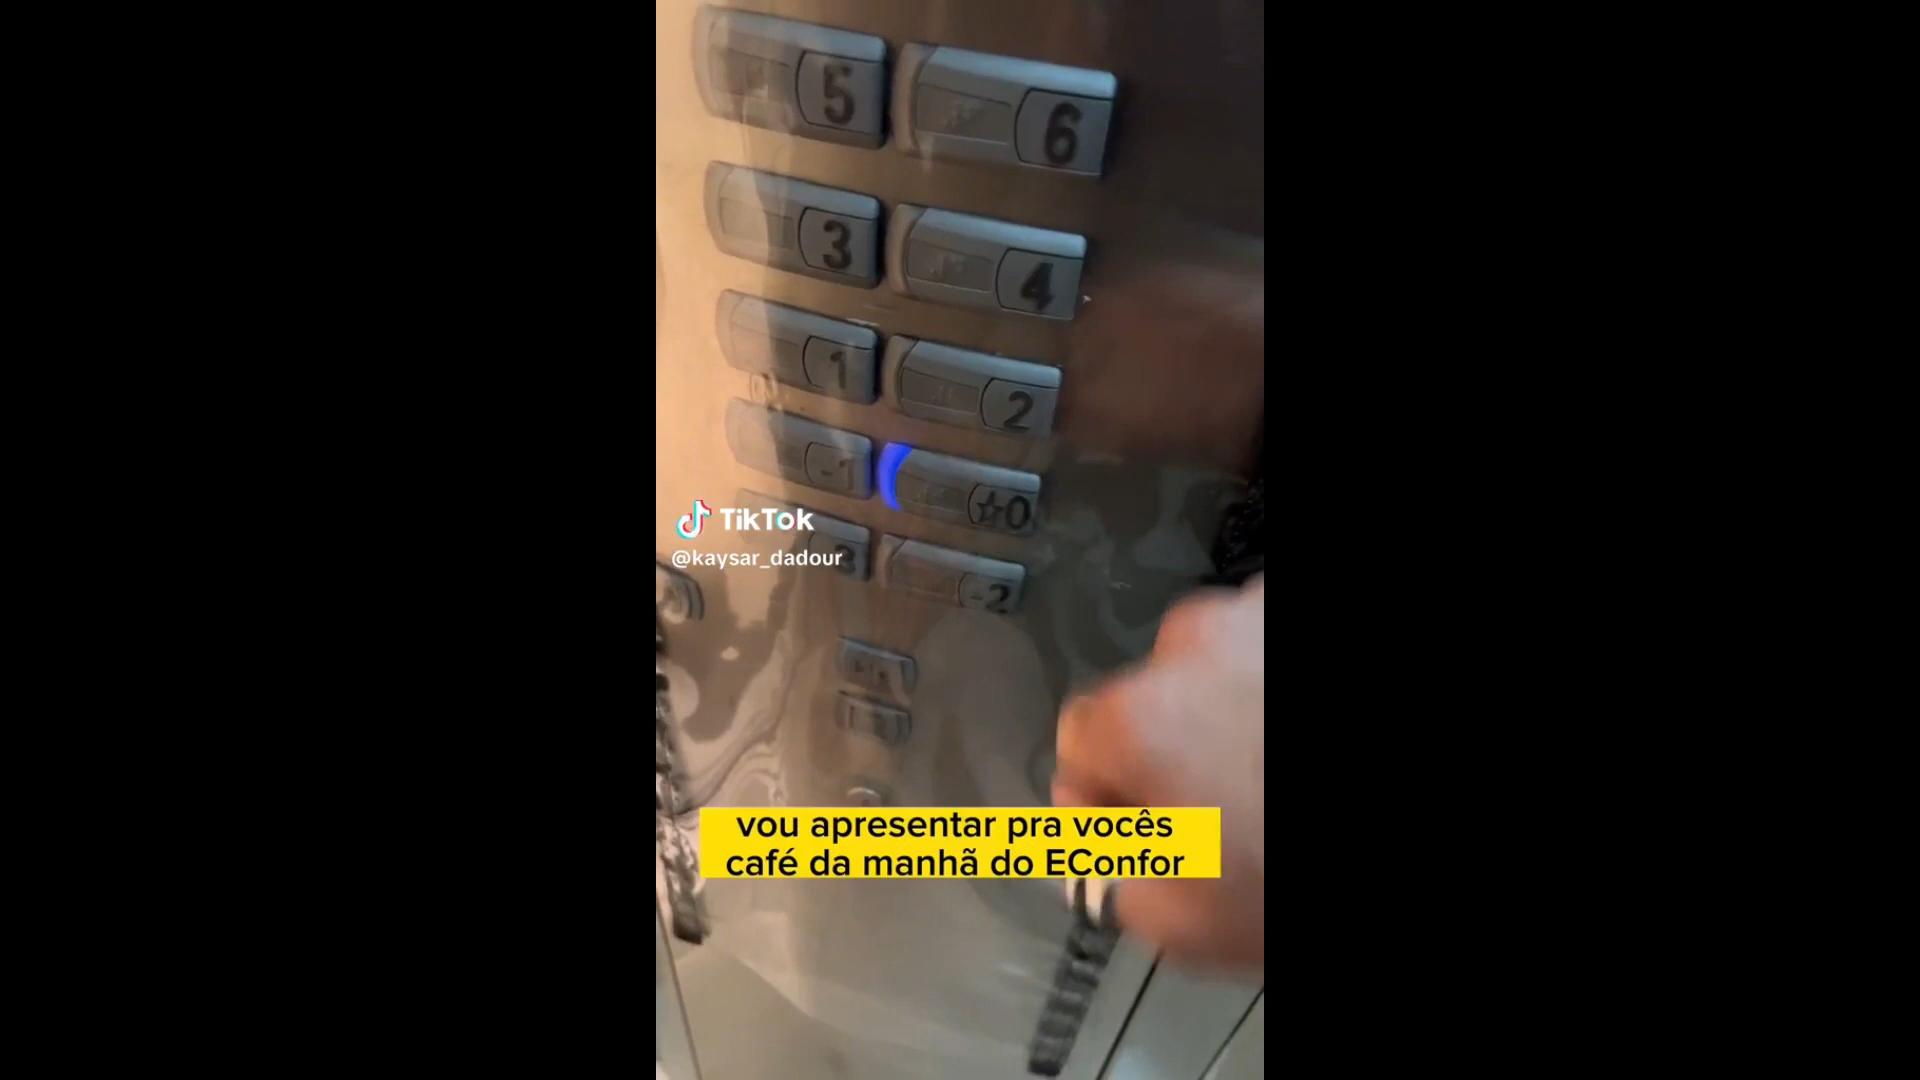 5 6
3 4
1 2
-1 ☆0
3 -2
TikTok
@kaysar_dadour
vou apresentar pra vocês
café da manhã do EConfor